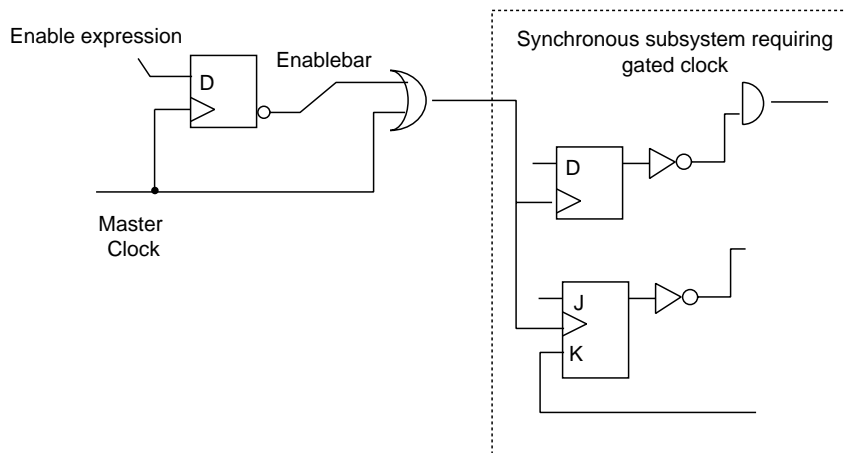 Enable expression
D
Enablebar
Master
Clock
Synchronous subsystem requiring
gated clock
D
J
K